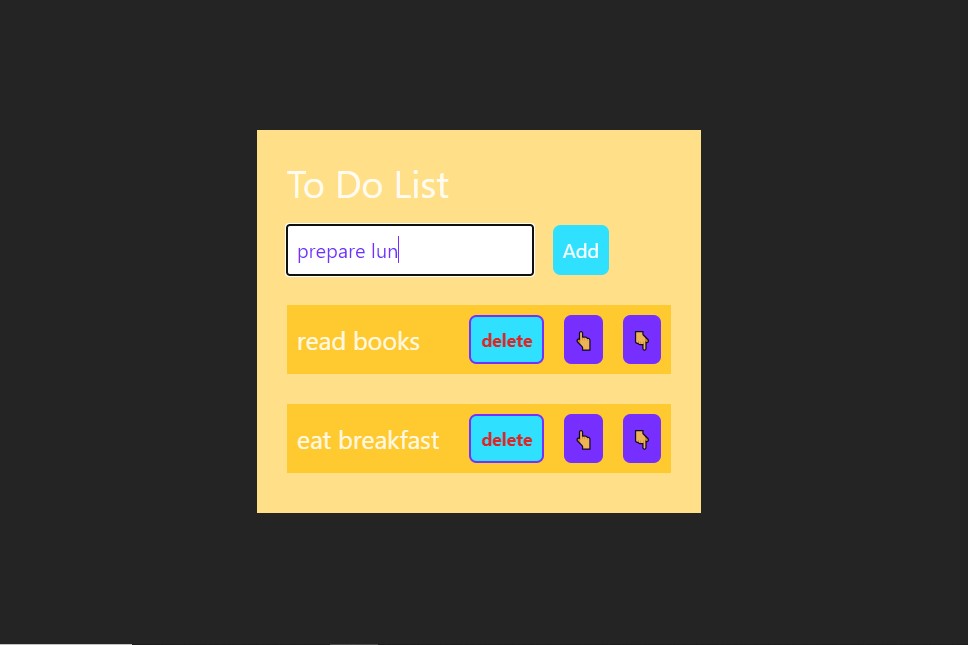 To Do List
prepare lun
Add
read books
delete
👆
👇
eat breakfast
delete
👆
👇